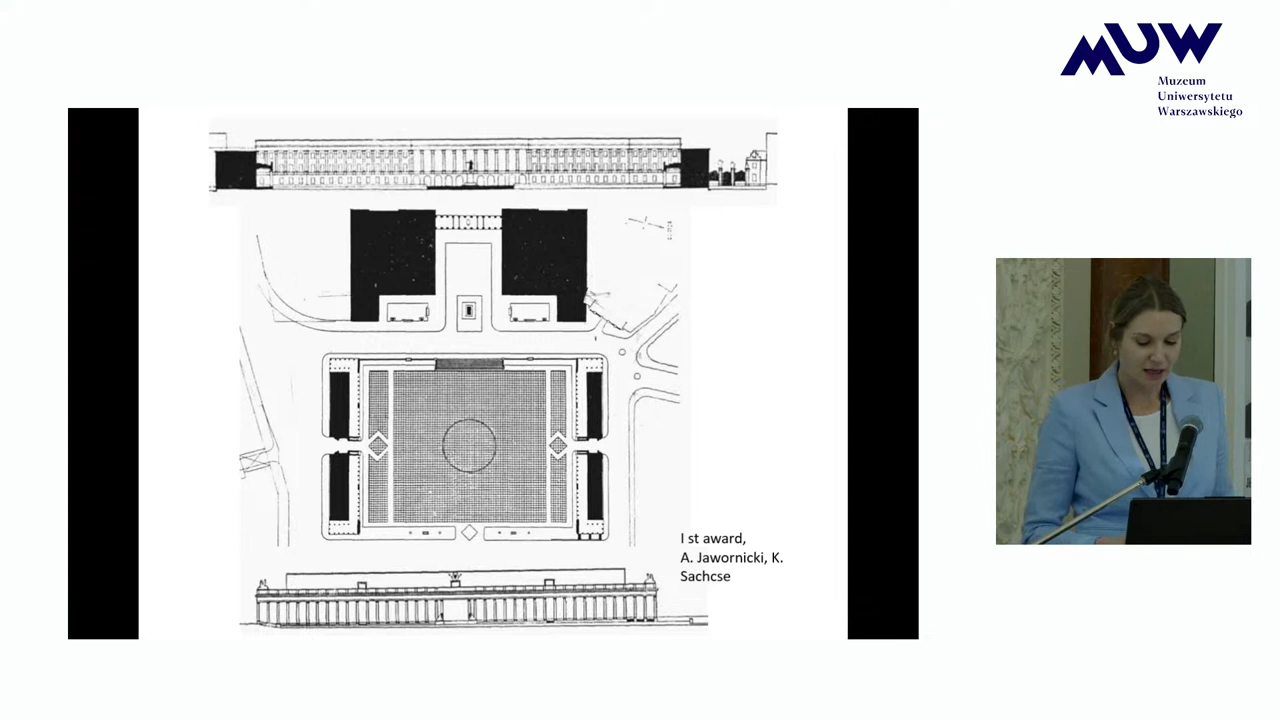 MUW
Muzeum
Uniwersytetu
Warszawskiego
I st award,
A. Jawornicki, K.
Sachcse